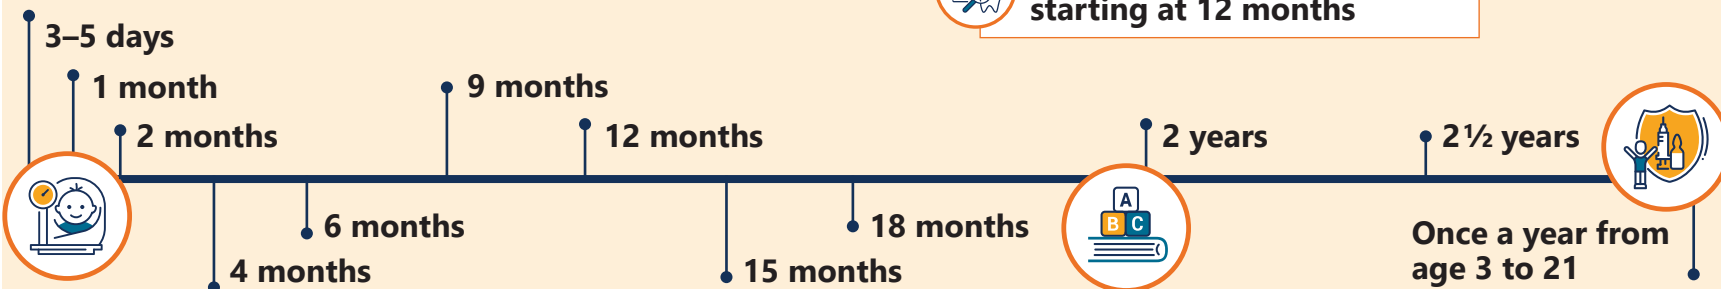 starting at 12 months
3–5 days
1 month
2 months
4 months
6 months
9 months
12 months
15 months
18 months
2 years
2½ years
Once a year from
age 3 to 21
A
B C